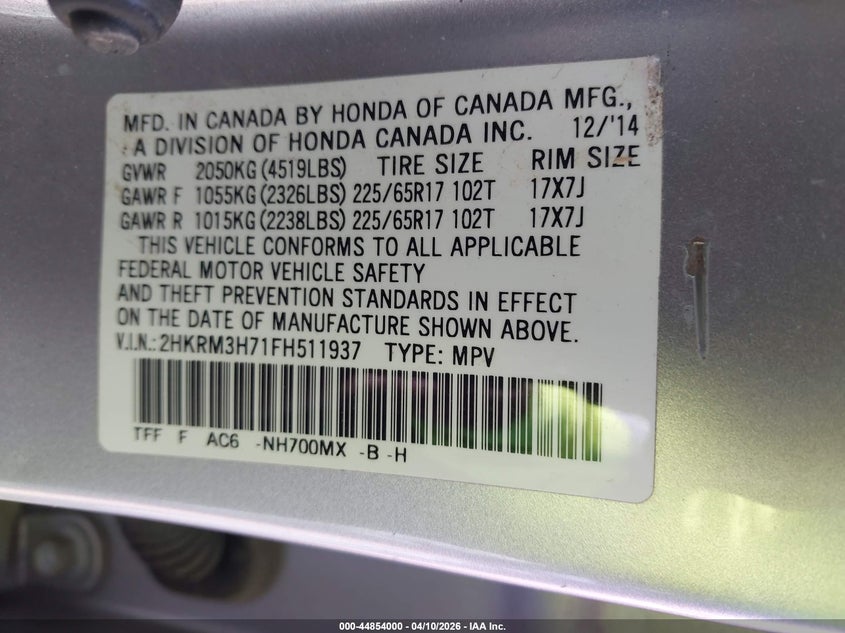 MFD. IN CANADA BY HONDA OF CANADA MFG.,
A DIVISION OF HONDA CANADA INC. 12/'14
GVWR 2050KG(4519LBS) TIRE SIZE RIM SIZE
GAWR F 1055KG(2326LBS) 225/65R17 102T 17X7J
GAWR R 1015KG(2238LBS) 225/65R17 102T 17X7J
THIS VEHICLE CONFORMS TO ALL APPLICABLE
FEDERAL MOTOR VEHICLE SAFETY
AND THEFT PREVENTION STANDARDS IN EFFECT
ON THE DATE OF MANUFACTURE SHOWN ABOVE.
V.I.N.:2HKRM3H71FH511937 TYPE: MPV
TFF F AC6 -NH700MX -B -H
000-44854000 - 04/10/2026 - IAA Inc.